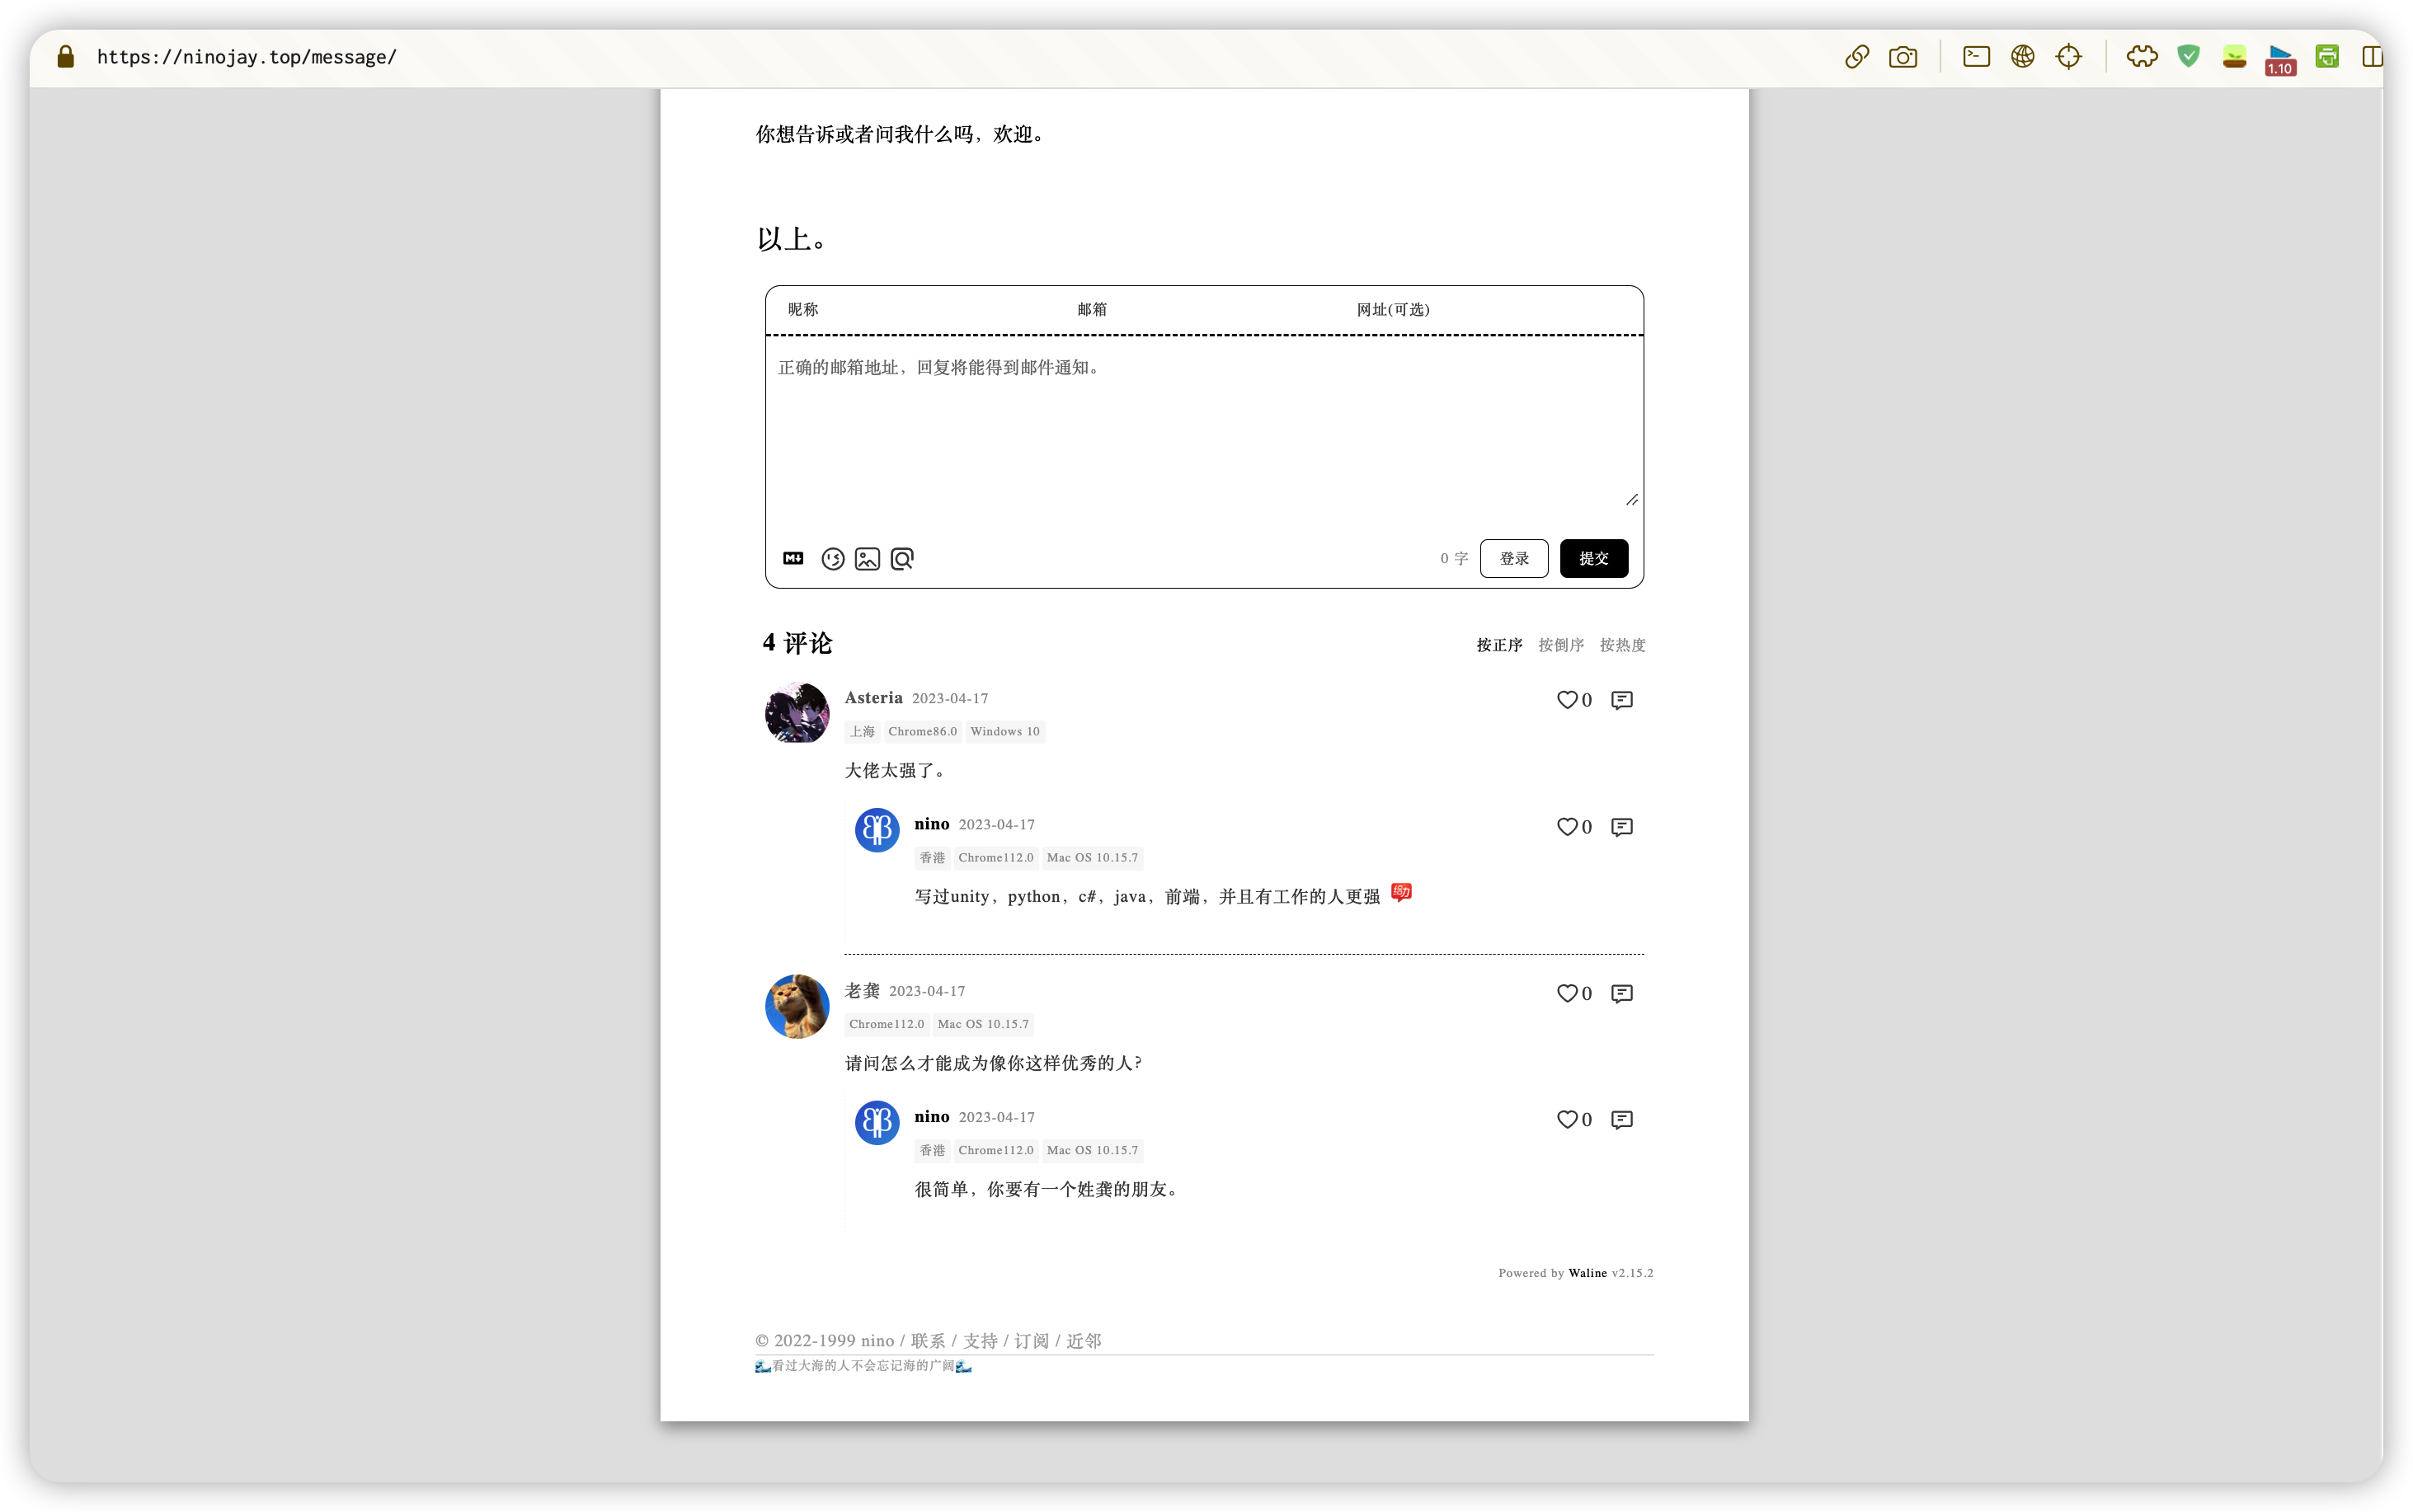 https://ninojay.top/message/
1.10
你想告诉或者问我什么吗，欢迎。
以上。
昵称 邮箱 网址(可选)
正确的邮箱地址，回复将能得到邮件通知。
M↓ 0 字 登录 提交
4 评论 按正序 按倒序 按热度
Asteria 2023-04-17 0
上海 Chrome86.0 Windows 10
大佬太强了。
nino 2023-04-17 0
香港 Chrome112.0 Mac OS 10.15.7
写过unity，python，c#，java，前端，并且有工作的人更强 给力
老龚 2023-04-17 0
Chrome112.0 Mac OS 10.15.7
请问怎么才能成为像你这样优秀的人?
nino 2023-04-17 0
香港 Chrome112.0 Mac OS 10.15.7
很简单，你要有一个姓龚的朋友。
Powered by Waline v2.15.2
© 2022-1999 nino / 联系 / 支持 / 订阅 / 近邻
🌊看过大海的人不会忘记海的广阔🌊